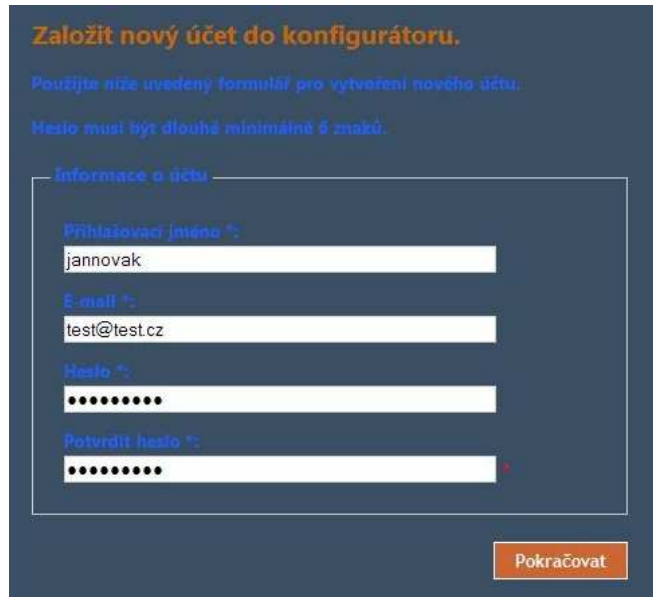 Založit nový účet do konfigurátoru.
Použijte níže uvedený formulář pro vytvoření nového účtu.
Heslo musí být dlouhé minimálně 6 znaků.
Informace o účtu
Přihlašovací jméno *:
jannovak
E-mail *:
test@test.cz
Heslo *:
●●●●●●●●●
Potvrdit heslo *:
●●●●●●●●● *
Pokračovat